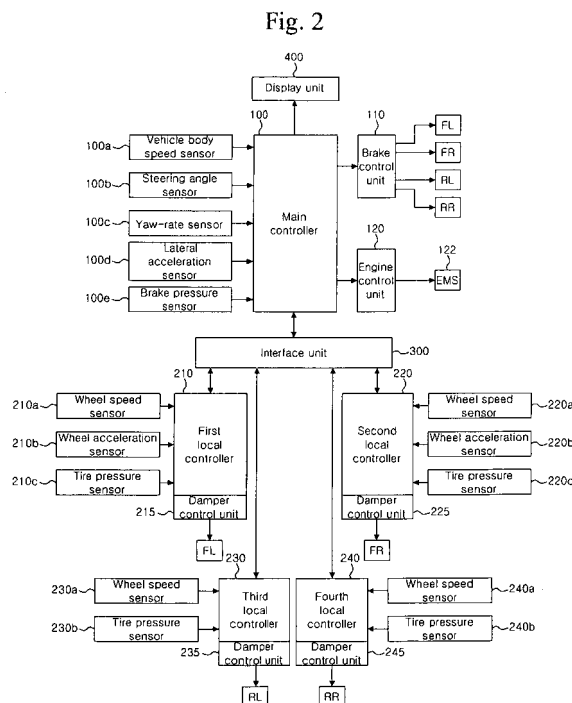 Fig. 2
400
Display unit
100
110
100a
Vehicle body
speed sensor
100b
Steering angle
sensor
100c
Yaw-rate sensor
100d
Lateral
acceleration sensor
100e
Brake pressure
sensor
Main
controller
Brake
control
unit
FL
FR
RL
RR
120
Engine
control
unit
122
EMS
Interface unit
300
210
220
210a
Wheel speed
sensor
210b
Wheel acceleration
sensor
210c
Tire pressure
sensor
First
local
controller
Damper
control unit
215
FL
Second
local
controller
Damper
control unit
225
FR
Wheel speed
sensor
220a
Wheel acceleration
sensor
220b
Tire pressure
sensor
220c
230
240
230a
Wheel speed
sensor
230b
Tire pressure
sensor
Third
local
controller
235
Damper
control unit
RL
Fourth
local
controller
Damper
control unit
245
RR
Wheel speed
sensor
240a
Tire pressure
sensor
240b